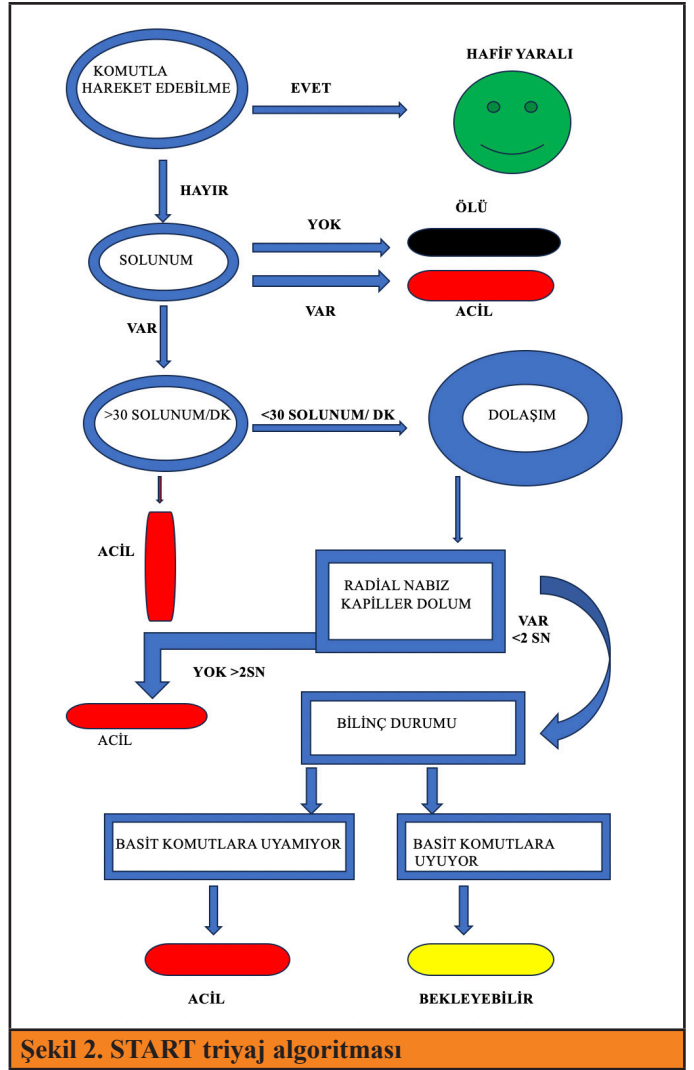 KOMUTLA
HAREKET EDEBİLME
EVET
HAFİF YARALI
HAYIR
SOLUNUM
YOK
ÖLÜ
VAR
ACİL
VAR
>30 SOLUNUM/DK
<30 SOLUNUM/ DK
DOLAŞIM
ACİL
RADİAL NABIZ
KAPİLLER DOLUM
VAR
<2 SN
YOK >2SN
ACİL
BİLİNÇ DURUMU
BASİT KOMUTLARA UYAMIYOR
BASİT KOMUTLARA
UYUYOR
ACİL
BEKLEYEBİLİR
Şekil 2. START triyaj algoritması